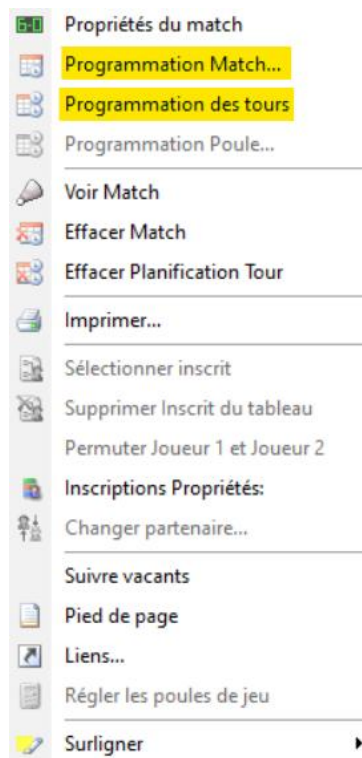 6-0 Propriétés du match
Programmation Match...
Programmation des tours
Programmation Poule...
Voir Match
Effacer Match
Effacer Planification Tour
Imprimer...
Sélectionner inscrit
Supprimer Inscrit du tableau
Permuter Joueur 1 et Joueur 2
Inscriptions Propriétés:
Changer partenaire...
Suivre vacants
Pied de page
Liens...
Régler les poules de jeu
Surligner